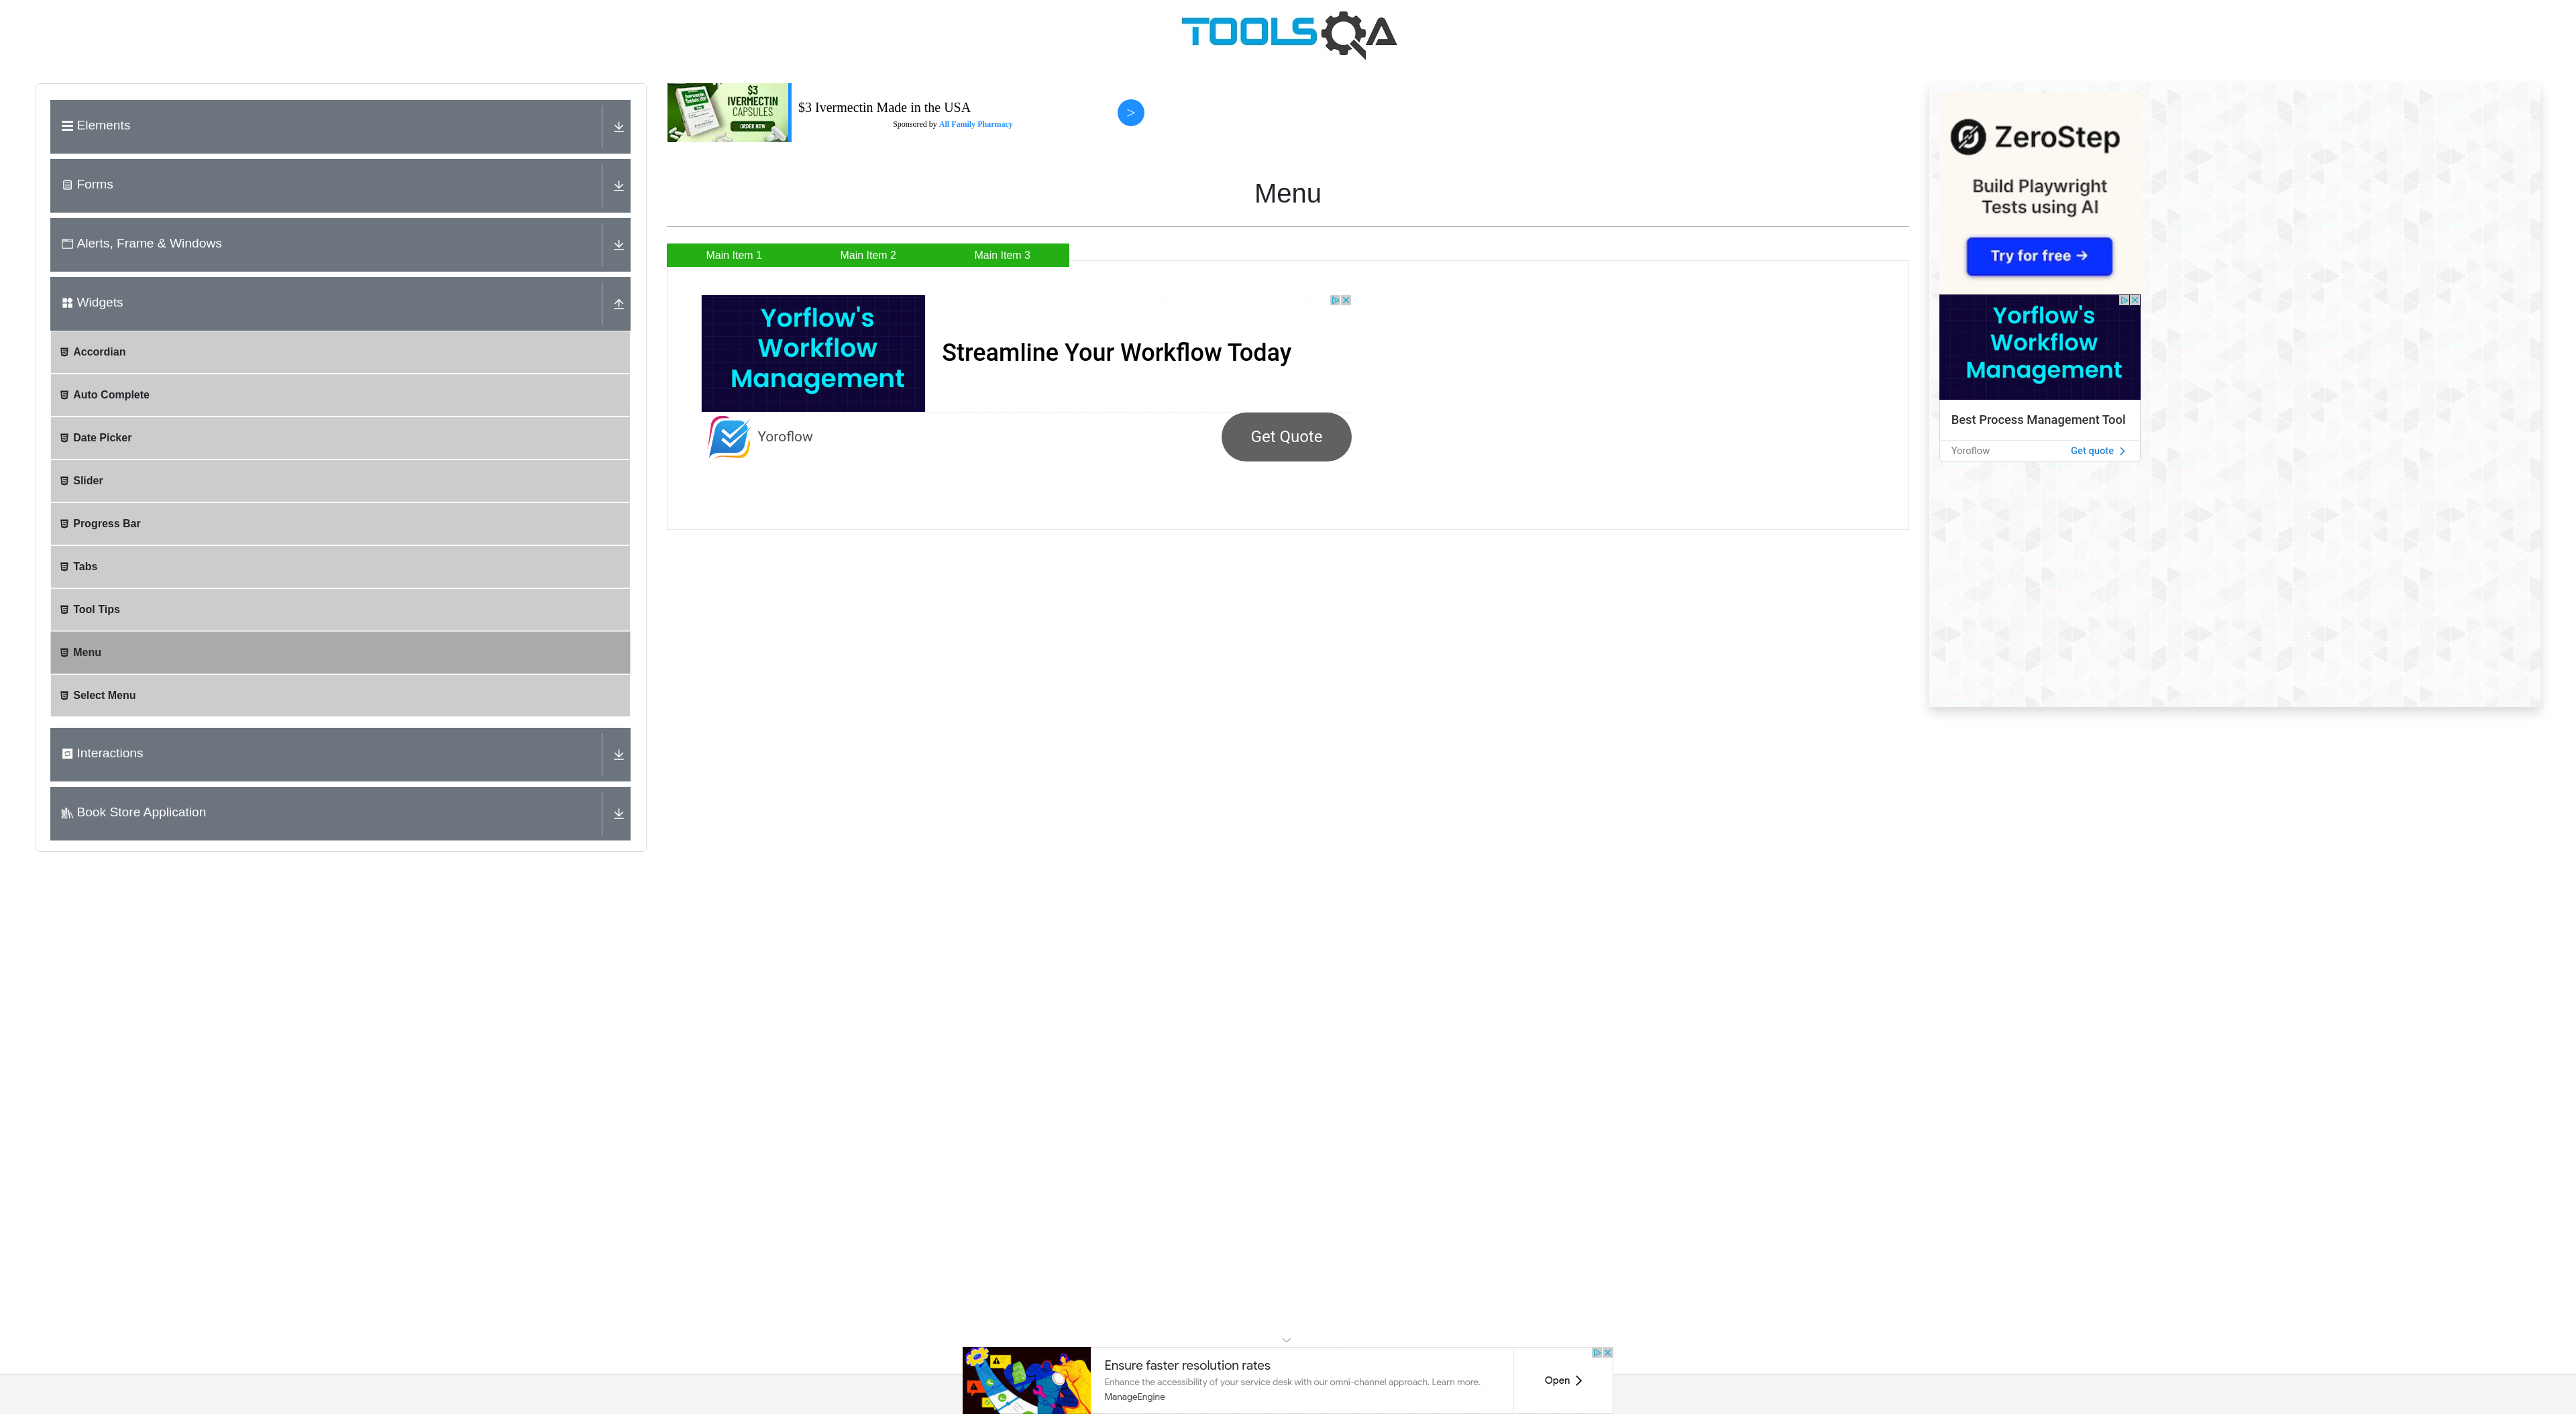 TOOLSQA
Elements
Forms
Alerts, Frame & Windows
Widgets
Accordian
Auto Complete
Date Picker
Slider
Progress Bar
Tabs
Tool Tips
Menu
Select Menu
Interactions
Book Store Application
$3
IVERMECTIN
CAPSULES
ORDER NOW
$3 Ivermectin Made in the USA
Sponsored by All Family Pharmacy
>
Menu
Main Item 1 Main Item 2 Main Item 3
Yorflow's
Workflow
Management
Streamline Your Workflow Today
Yoroflow
Get Quote
ZeroStep
Build Playwright
Tests using AI
Try for free →
Yorflow's
Workflow
Management
Best Process Management Tool
Yoroflow
Get quote
Ensure faster resolution rates
Enhance the accessibility of your service desk with our omni-channel approach. Learn more.
ManageEngine
Open